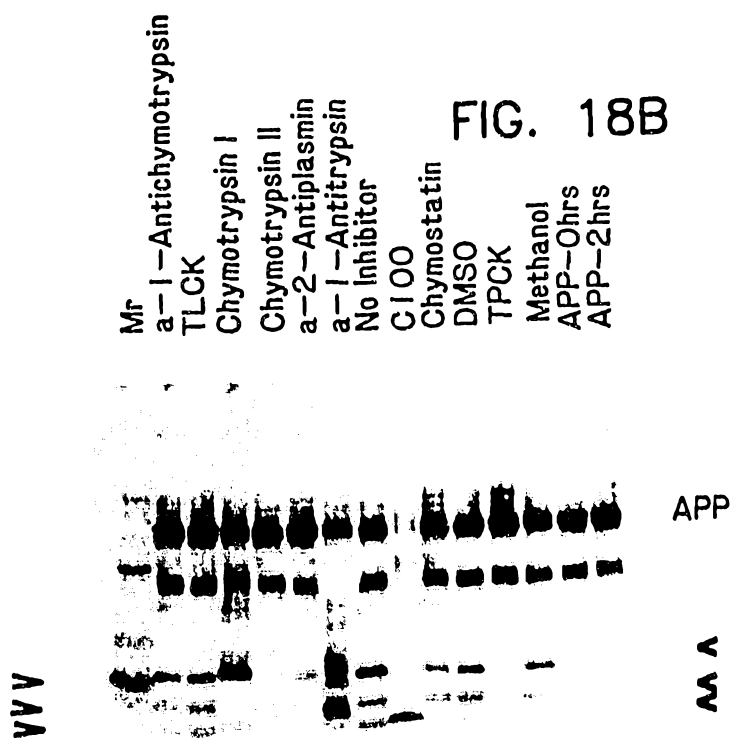 FIG. 18B
Mr
a-1-Antichymotrypsin
TLCK
Chymotrypsin I
Chymotrypsin II
a-2-Antiplasmin
a-1-Antitrypsin
No Inhibitor
C100
Chymostatin
DMSO
TPCK
Methanol
APP-0hrs
APP-2hrs
APP